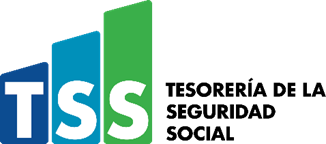 TSS
TESORERÍA DE LA
SEGURIDAD
SOCIAL